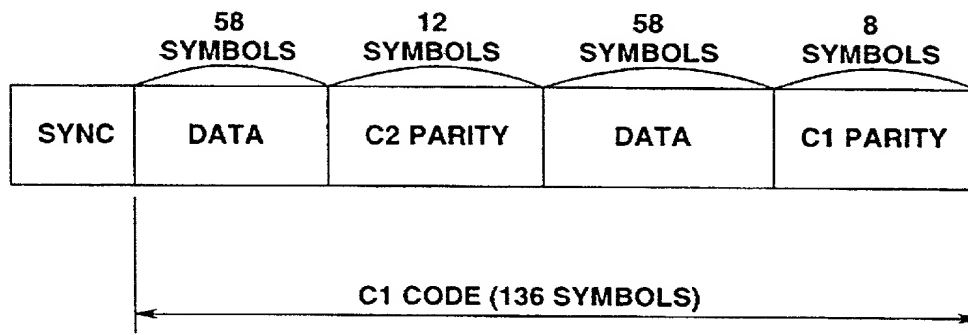 58 12 58 8
SYMBOLS SYMBOLS SYMBOLS SYMBOLS
SYNC DATA C2 PARITY DATA C1 PARITY
C1 CODE (136 SYMBOLS)